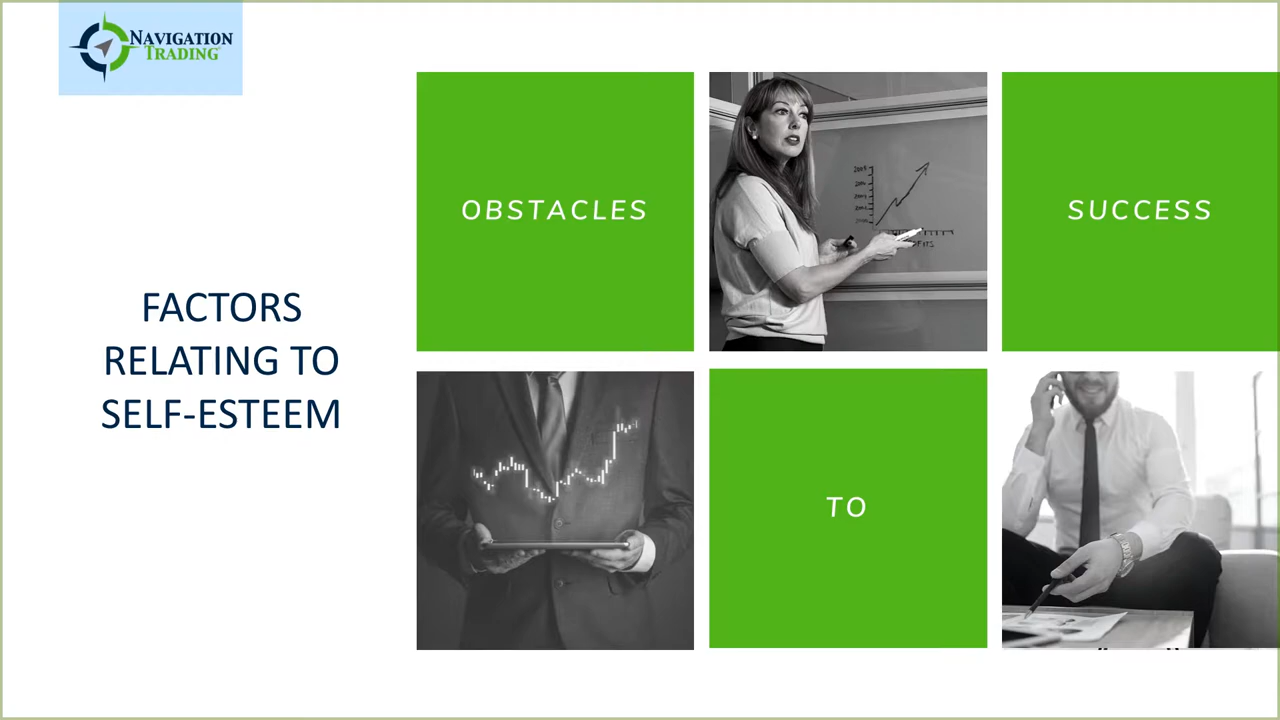 NAVIGATION
TRADING
OBSTACLES
SUCCESS
FACTORS
RELATING TO
SELF-ESTEEM
TO